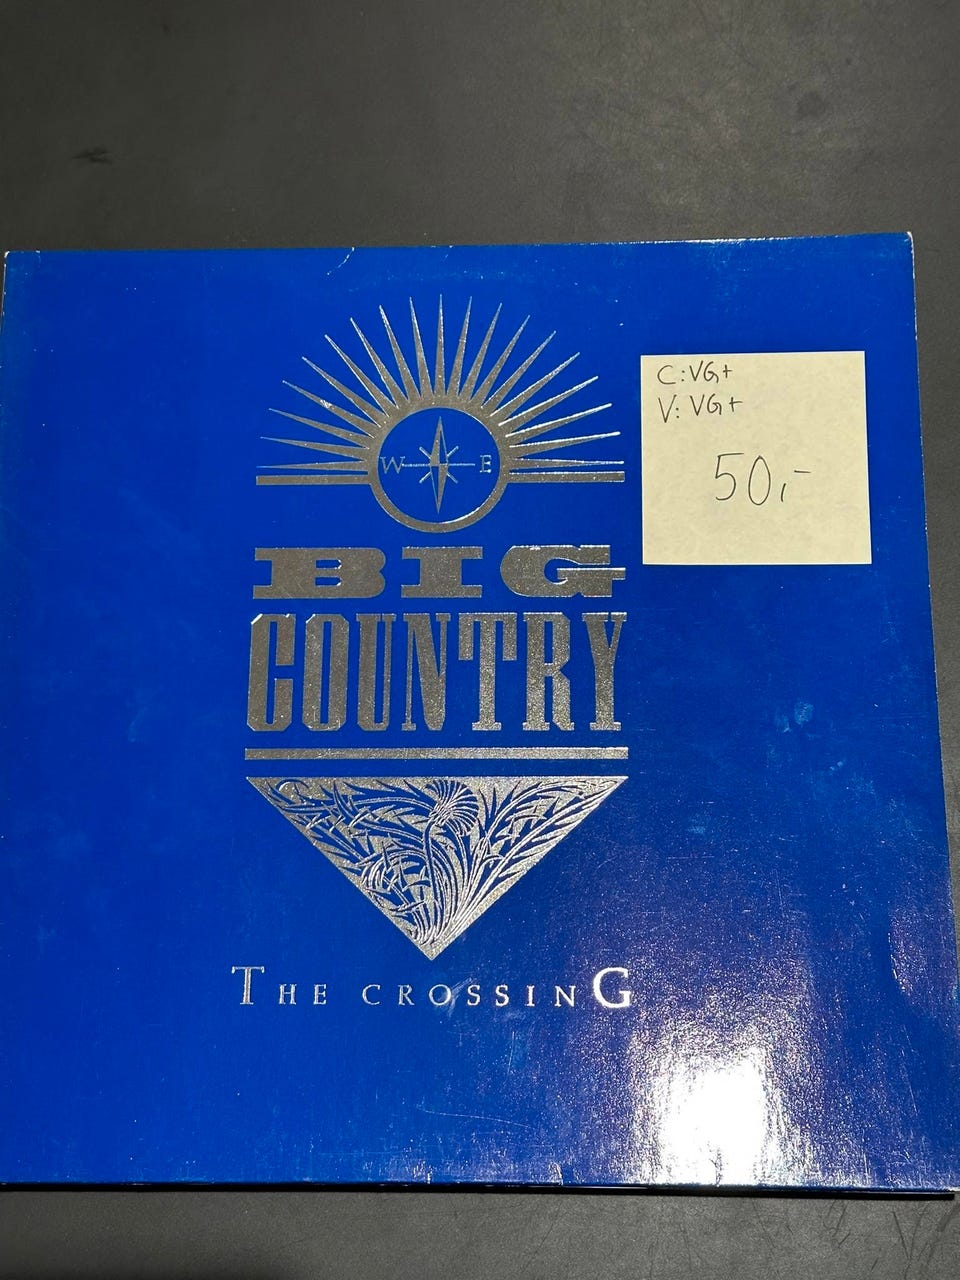 C: VG+
V: VG+
50,-
W E
BIG
COUNTRY
THE CROSSING